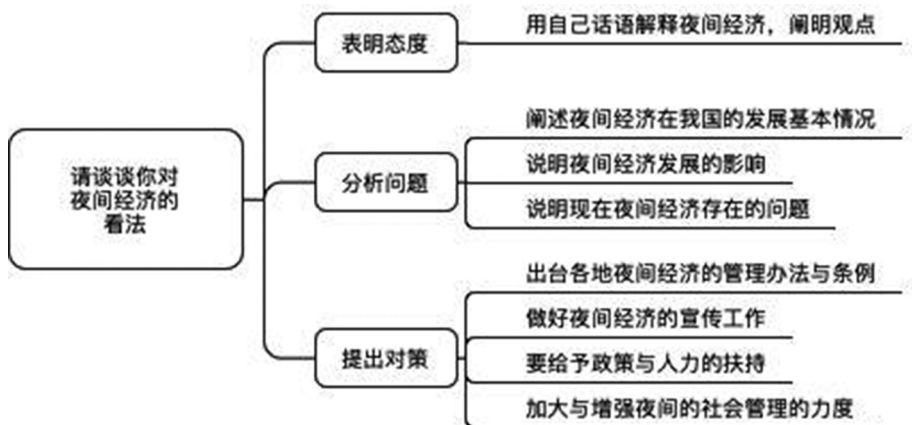 请谈谈你对
夜间经济的
看法
表明态度
用自己话语解释夜间经济，阐明观点
分析问题
阐述夜间经济在我国的发展基本情况
说明夜间经济发展的影响
说明现在夜间经济存在的问题
提出对策
出台各地夜间经济的管理办法与条例
做好夜间经济的宣传工作
要给予政策与人力的扶持
加大与增强夜间的社会管理的力度